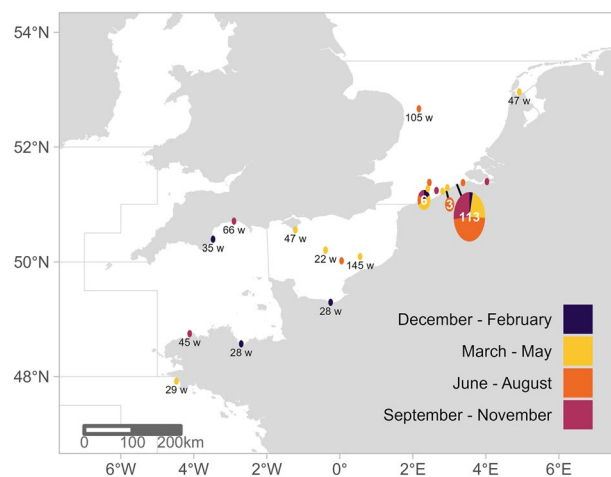 54°N
47 w
105 w
52°N
6
3
113
66 w
35 w
47 w
50°N
22 w
145 w
28 w
December - February
45 w
28 w
March - May
48°N
29 w
June - August
September - November
0 100 200km
6°W 4°W 2°W 0° 2°E 4°E 6°E